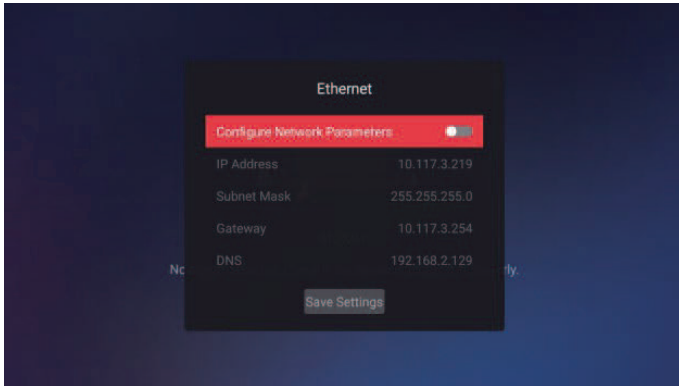 Ethernet
Configure Network Parameters
IP Address 10.117.3.219
Subnet Mask 255.255.255.0
Gateway 10.117.3.254
DNS 192.168.2.129
Save Settings